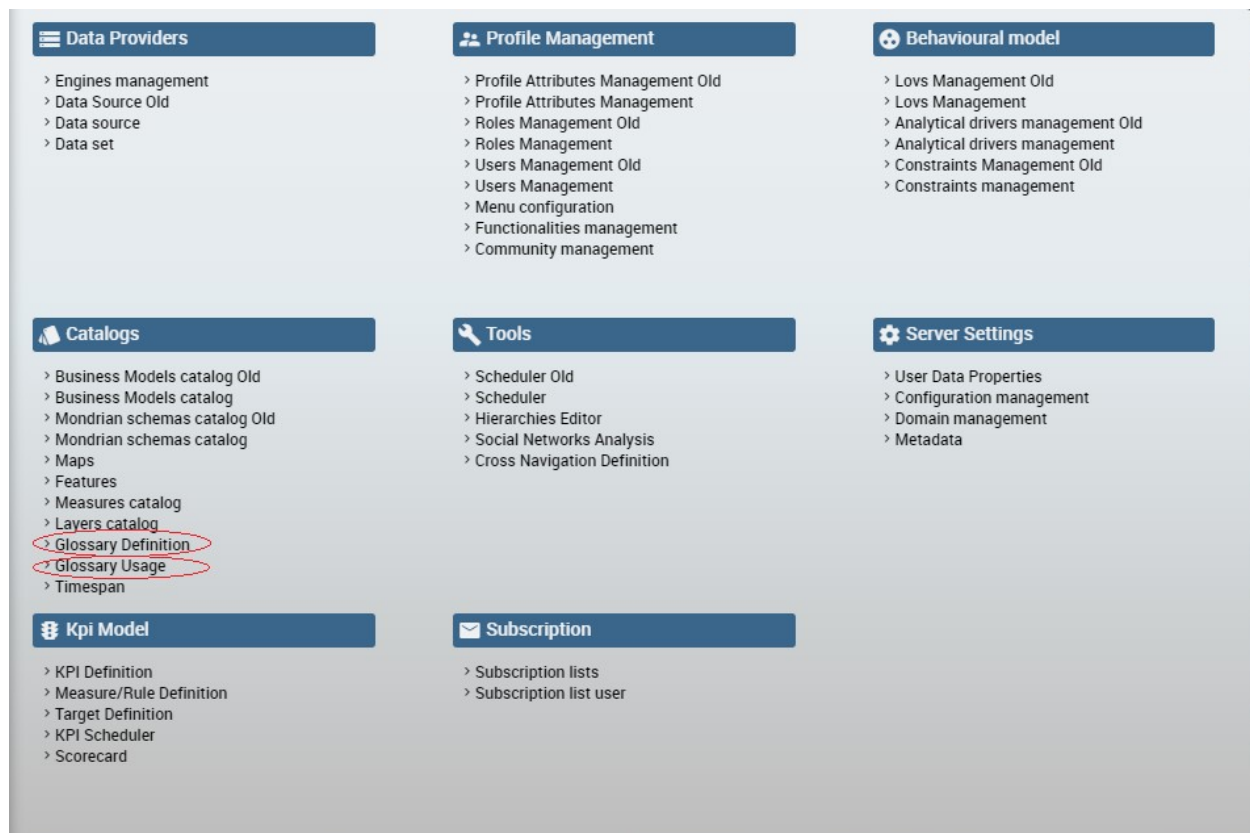 Data Providers
Engines management
Data Source Old
Data source
Data set
Profile Management
Profile Attributes Management Old
Profile Attributes Management
Roles Management Old
Roles Management
Users Management Old
Users Management
Menu configuration
Functionalities management
Community management
Behavioural model
Lovs Management Old
Lovs Management
Analytical drivers management Old
Analytical drivers management
Constraints Management Old
Constraints management
Catalogs
Business Models catalog Old
Business Models catalog
Mondrian schemas catalog Old
Mondrian schemas catalog
Maps
Features
Measures catalog
Layers catalog
Glossary Definition
Glossary Usage
Timespan
Tools
Scheduler Old
Scheduler
Hierarchies Editor
Social Networks Analysis
Cross Navigation Definition
Server Settings
User Data Properties
Configuration management
Domain management
Metadata
Kpi Model
KPI Definition
Measure/Rule Definition
Target Definition
KPI Scheduler
Scorecard
Subscription
Subscription lists
Subscription list user